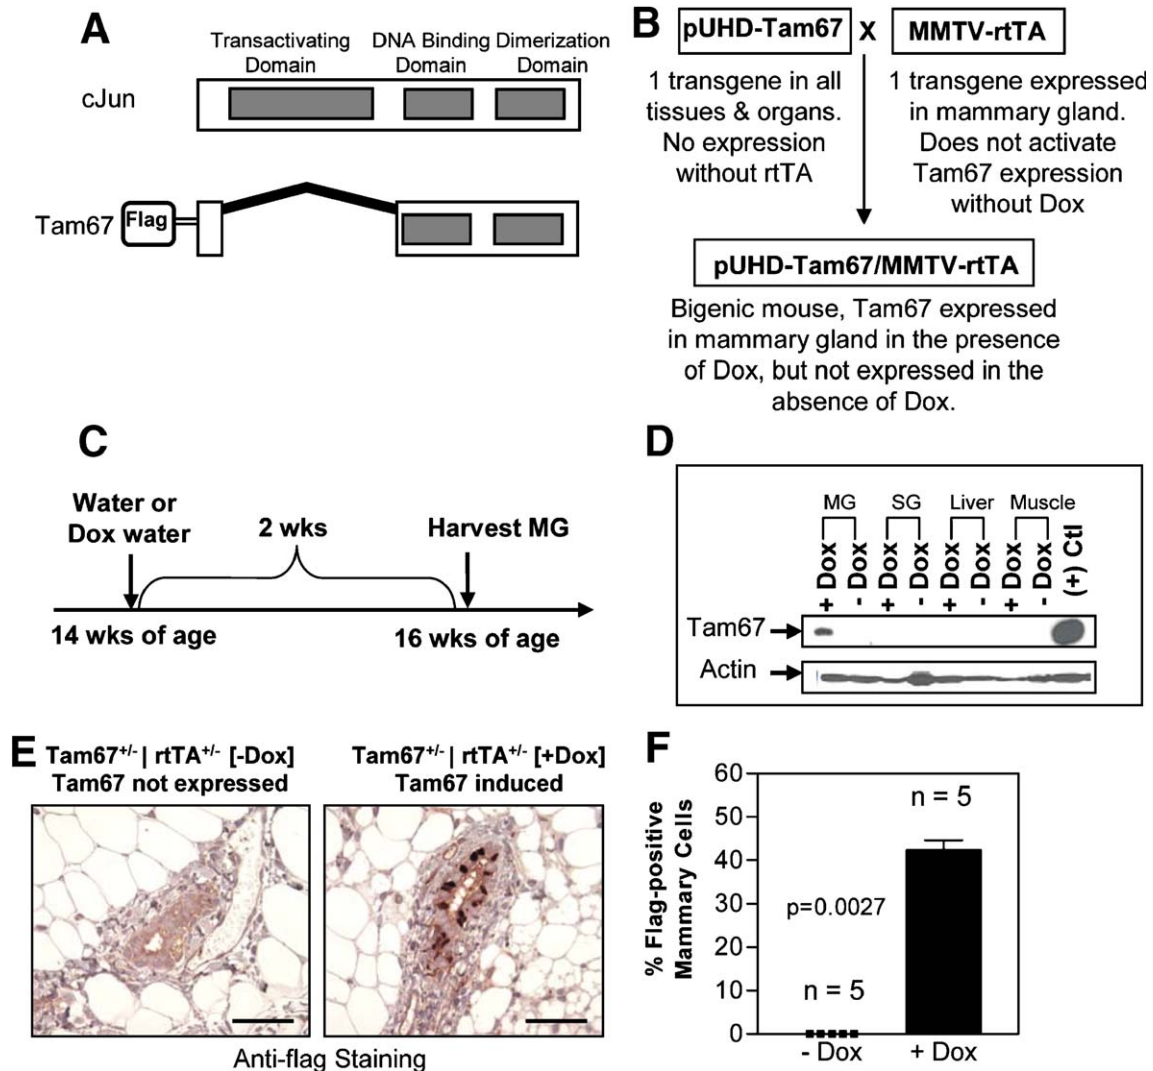 A
Transactivating DNA Binding Dimerization
Domain Domain Domain
cJun
Tam67 Flag
B
pUHD-Tam67 X MMTV-rtTA
1 transgene in all
tissues & organs.
No expression
without rtTA
1 transgene expressed
in mammary gland.
Does not activate
Tam67 expression
without Dox
pUHD-Tam67/MMTV-rtTA
Bigenic mouse, Tam67 expressed
in mammary gland in the presence
of Dox, but not expressed in the
absence of Dox.
C
Water or
Dox water
2 wks
Harvest MG
14 wks of age
16 wks of age
D
MG SG Liver Muscle
+ Dox - Dox + Dox - Dox + Dox - Dox + Dox - Dox (+) Ctl
Tam67
Actin
E
Tam67+/- | rtTA+/- [-Dox]
Tam67 not expressed
Tam67+/- | rtTA+/- [+Dox]
Tam67 induced
Anti-flag Staining
F
% Flag-positive
Mammary Cells
60
50
40
30
20
10
0
n = 5
p=0.0027
n = 5
- Dox + Dox